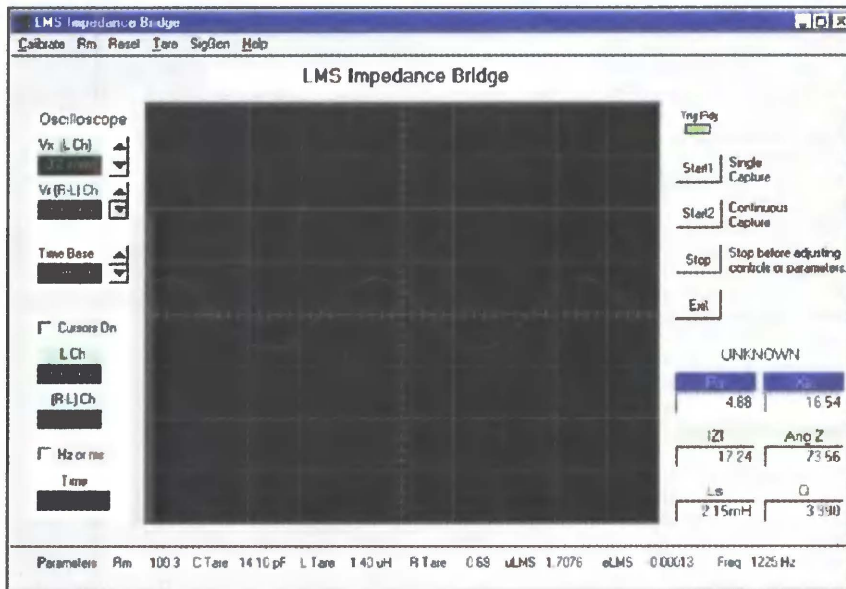 LMS Impedance Bridge
Calibrate Rm Reset Tare SigGen Help
LMS Impedance Bridge
Oscilloscope
Vx (L Ch)
Vr (R-L) Ch
Time Base
Cursors On
L Ch
(R-L) Ch
Hz or ms
Time
Trig Rdy
Start1 Single Capture
Start2 Continuous Capture
Stop Stop before adjusting controls or parameters.
Exit
UNKNOWN
4.88 16.54
|Z| Ang Z
17.24 73.56
Ls Q
2.15mH 3.390
Parameters Rm 100.3 C Tare 14.10 pF L Tare 1.40 uH R Tare 0.68 uLMS 1.7076 eLMS -0.00013 Freq 1225 Hz